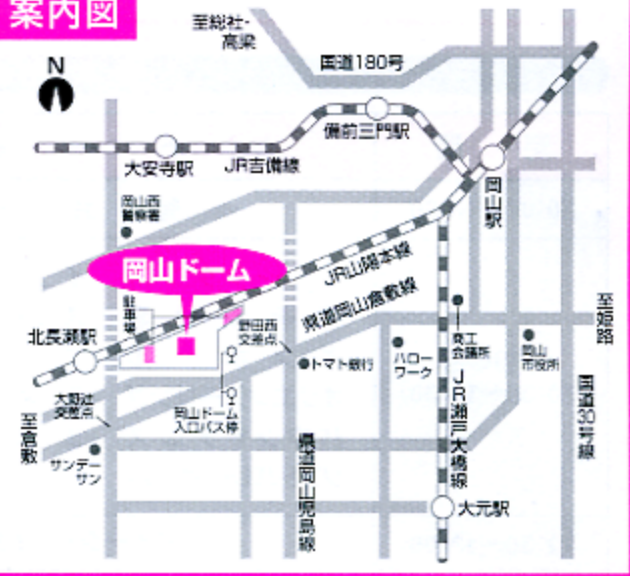 案内図
至総社・
高梁
国道180号
N
備前三門駅
大安寺駅
JR吉備線
岡山駅
岡山西
警察署
岡山ドーム
JR山陽本線
県道岡山倉敷線
駐車場
北長瀬駅
野田西
交差点
トマト銀行
ハロー
ワーク
商工
会議所
岡山
市役所
至姫路
大野辻
交差点
岡山ドーム
入口バス停
JR瀬戸大橋線
国道30号線
至倉敷
サンデー
サン
県道岡山児島線
大元駅